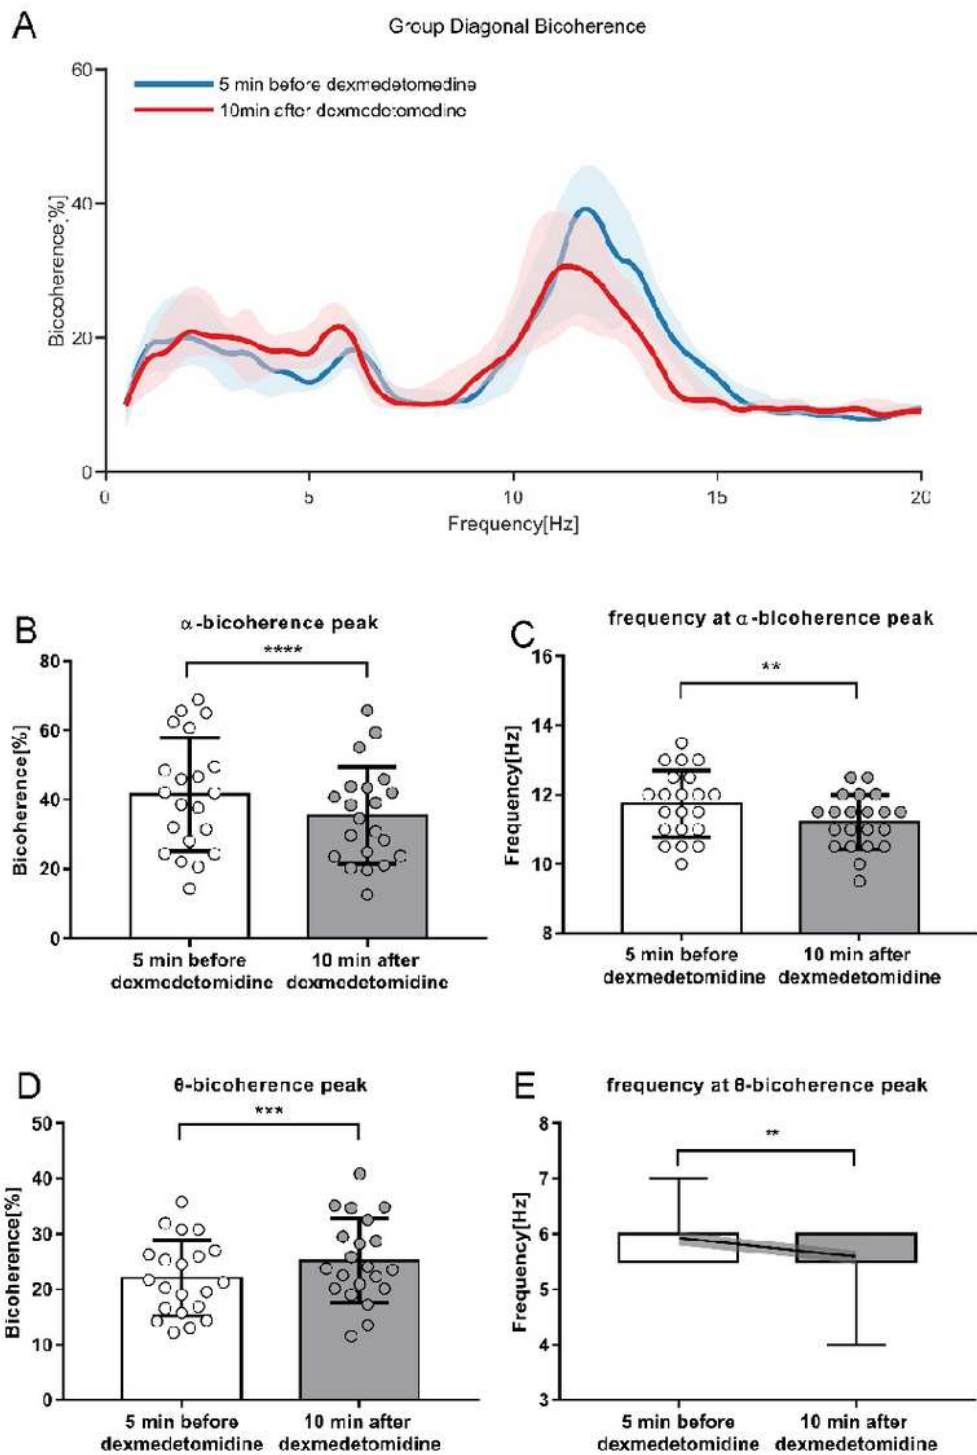 A
Group Diagonal Bicoherence
60
40
20
0
Biccoherence[%]
5 min before dexmedetomedine
10min after dexmedetomedine
0 5 10 15 20
Frequency[Hz]
B
α-bicoherence peak
****
80
60
40
20
0
Bicoherence[%]
5 min before
dexmedetomidine
10 min after
dexmedetomidine
C
frequency at α-bicoherence peak
**
16
14
12
10
8
Frequency[Hz]
5 min before
dexmedetomidine
10 min after
dexmedetomidine
D
θ-bicoherence peak
***
50
40
30
20
10
0
Bicoherence[%]
5 min before
dexmedetomidine
10 min after
dexmedetomidine
E
frequency at θ-bicoherence peak
**
8
7
6
5
4
3
Frequency[Hz]
5 min before
dexmedetomidine
10 min after
dexmedetomidine